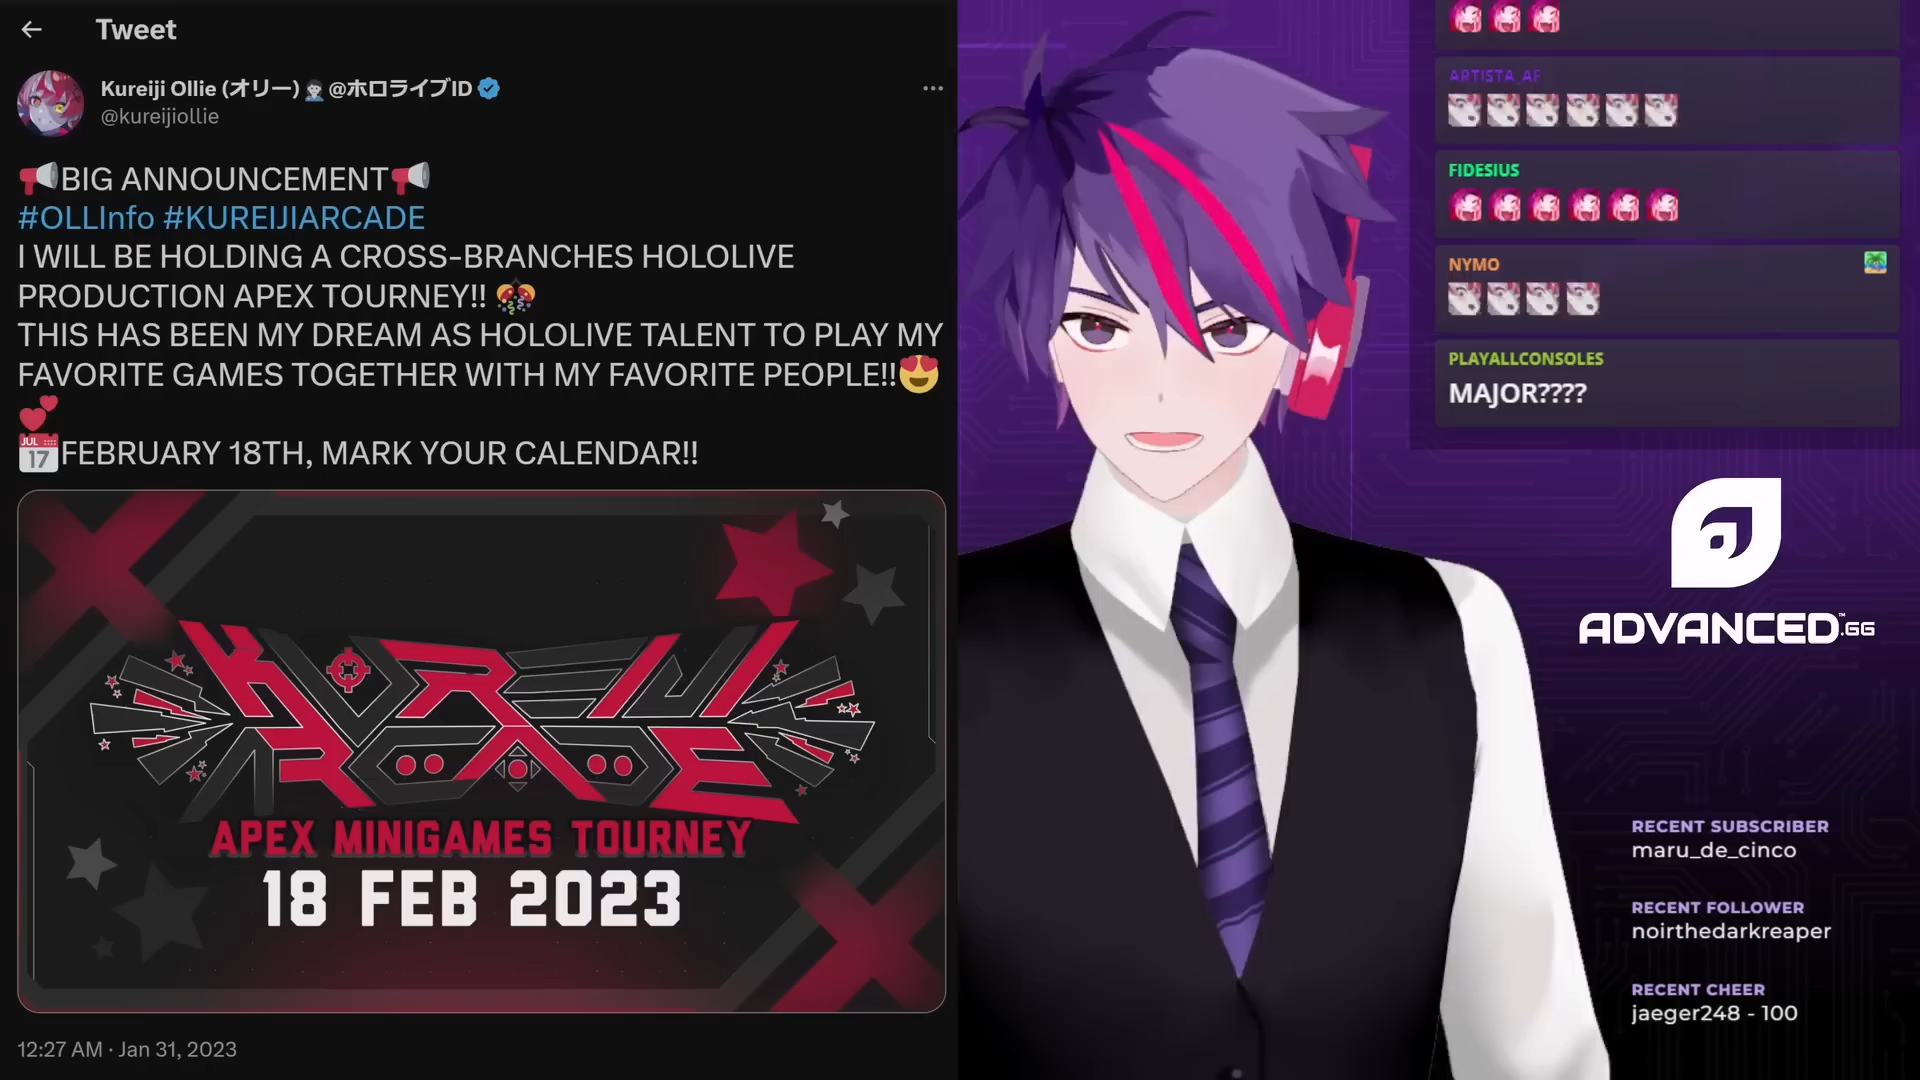 Tweet
Kureiji Ollie (オリー)🧟🏻‍♀️@ホロライブID
@kureijiollie
📢BIG ANNOUNCEMENT📢
#OLLInfo #KUREIJIARCADE
I WILL BE HOLDING A CROSS-BRANCHES HOLOLIVE
PRODUCTION APEX TOURNEY!! 🎊
THIS HAS BEEN MY DREAM AS HOLOLIVE TALENT TO PLAY MY
FAVORITE GAMES TOGETHER WITH MY FAVORITE PEOPLE!!😍
💕
📅FEBRUARY 18TH, MARK YOUR CALENDAR!!
KUREIJI
ARCADE
APEX MINIGAMES TOURNEY
18 FEB 2023
12:27 AM · Jan 31, 2023
ARTISTA_AF
FIDESIUS
NYMO
PLAYALLCONSOLES
MAJOR????
ADVANCED™.GG
RECENT SUBSCRIBER
maru_de_cinco
RECENT FOLLOWER
noirthedarkreaper
RECENT CHEER
jaeger248 - 100